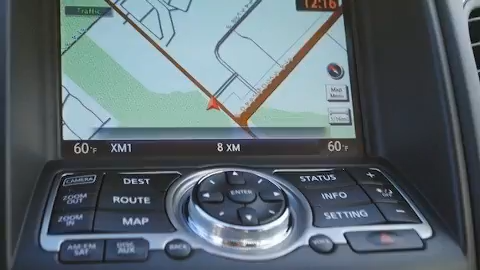 Traffic
12:16
Map
Menu
60°F XM1 8 XM 60°F
CAMERA
DEST
STATUS
ZOOM
OUT
ROUTE
ENTER
INFO
ZOOM
IN
MAP
SETTING
AM·FM
SAT
DISC
AUX
BACK